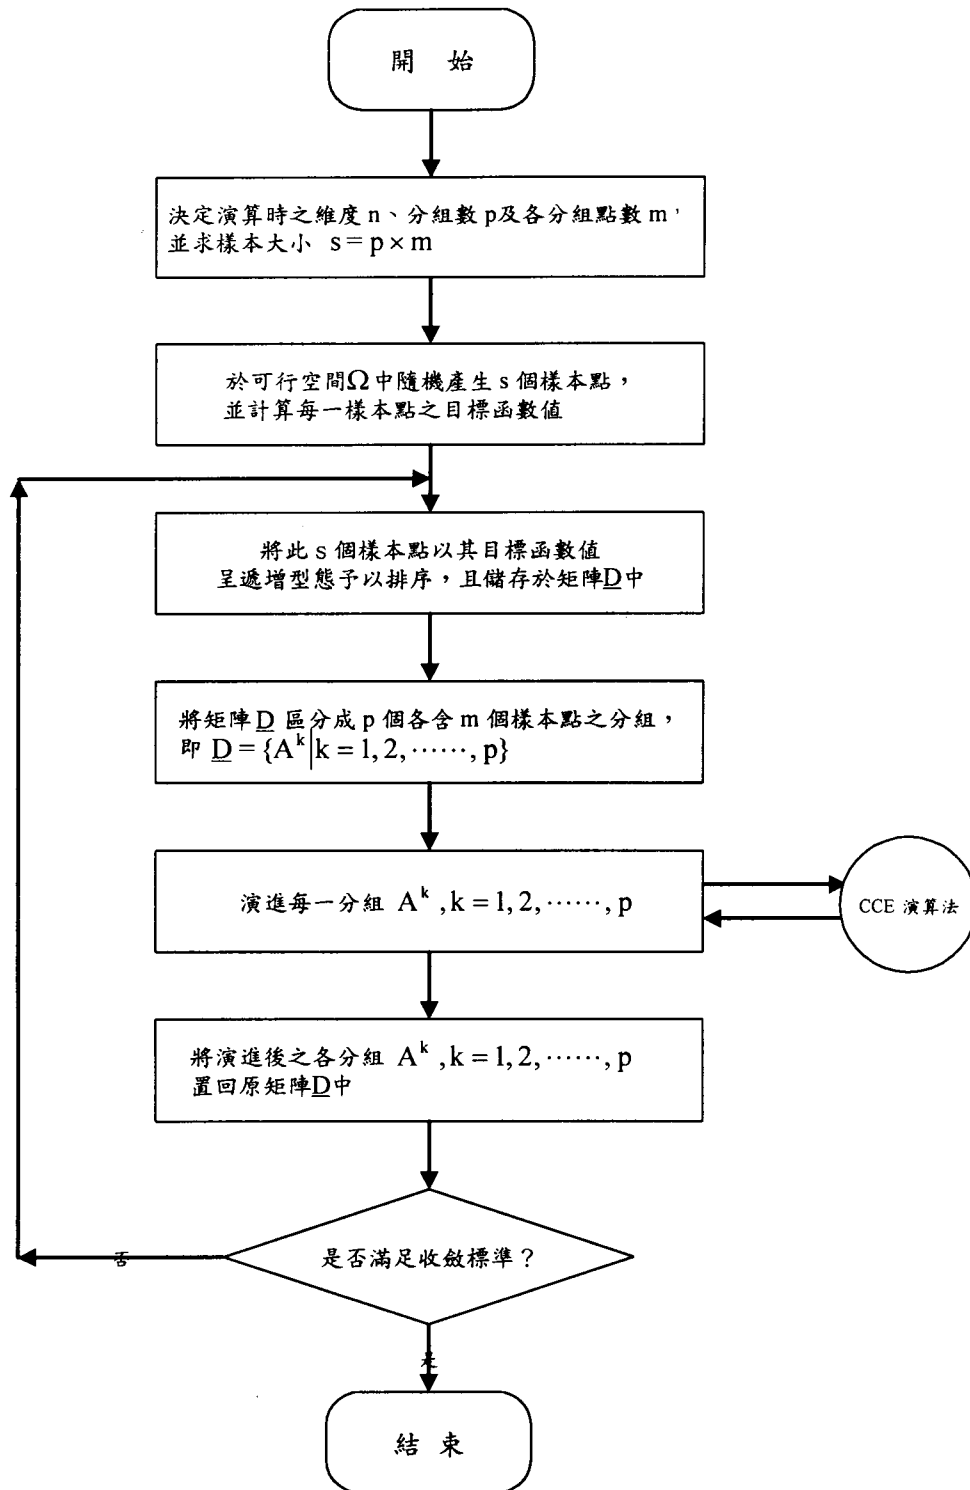 開 始
決定演算時之維度 n、分組數 p及各分組點數 m，
並求樣本大小 s = p × m
於可行空間Ω中隨機產生 s 個樣本點，
並計算每一樣本點之目標函數值
將此 s 個樣本點以其目標函數值
呈遞增型態予以排序，且儲存於矩陣D中
將矩陣 D 區分成 p 個各含 m 個樣本點之分組，
即 D = {A^k|k = 1, 2, ⋯⋯, p}
演進每一分組 A^k , k = 1, 2, ⋯⋯, p
CCE 演算法
將演進後之各分組 A^k , k = 1, 2, ⋯⋯, p
置回原矩陣D中
是否滿足收斂標準？
否
是
結 束